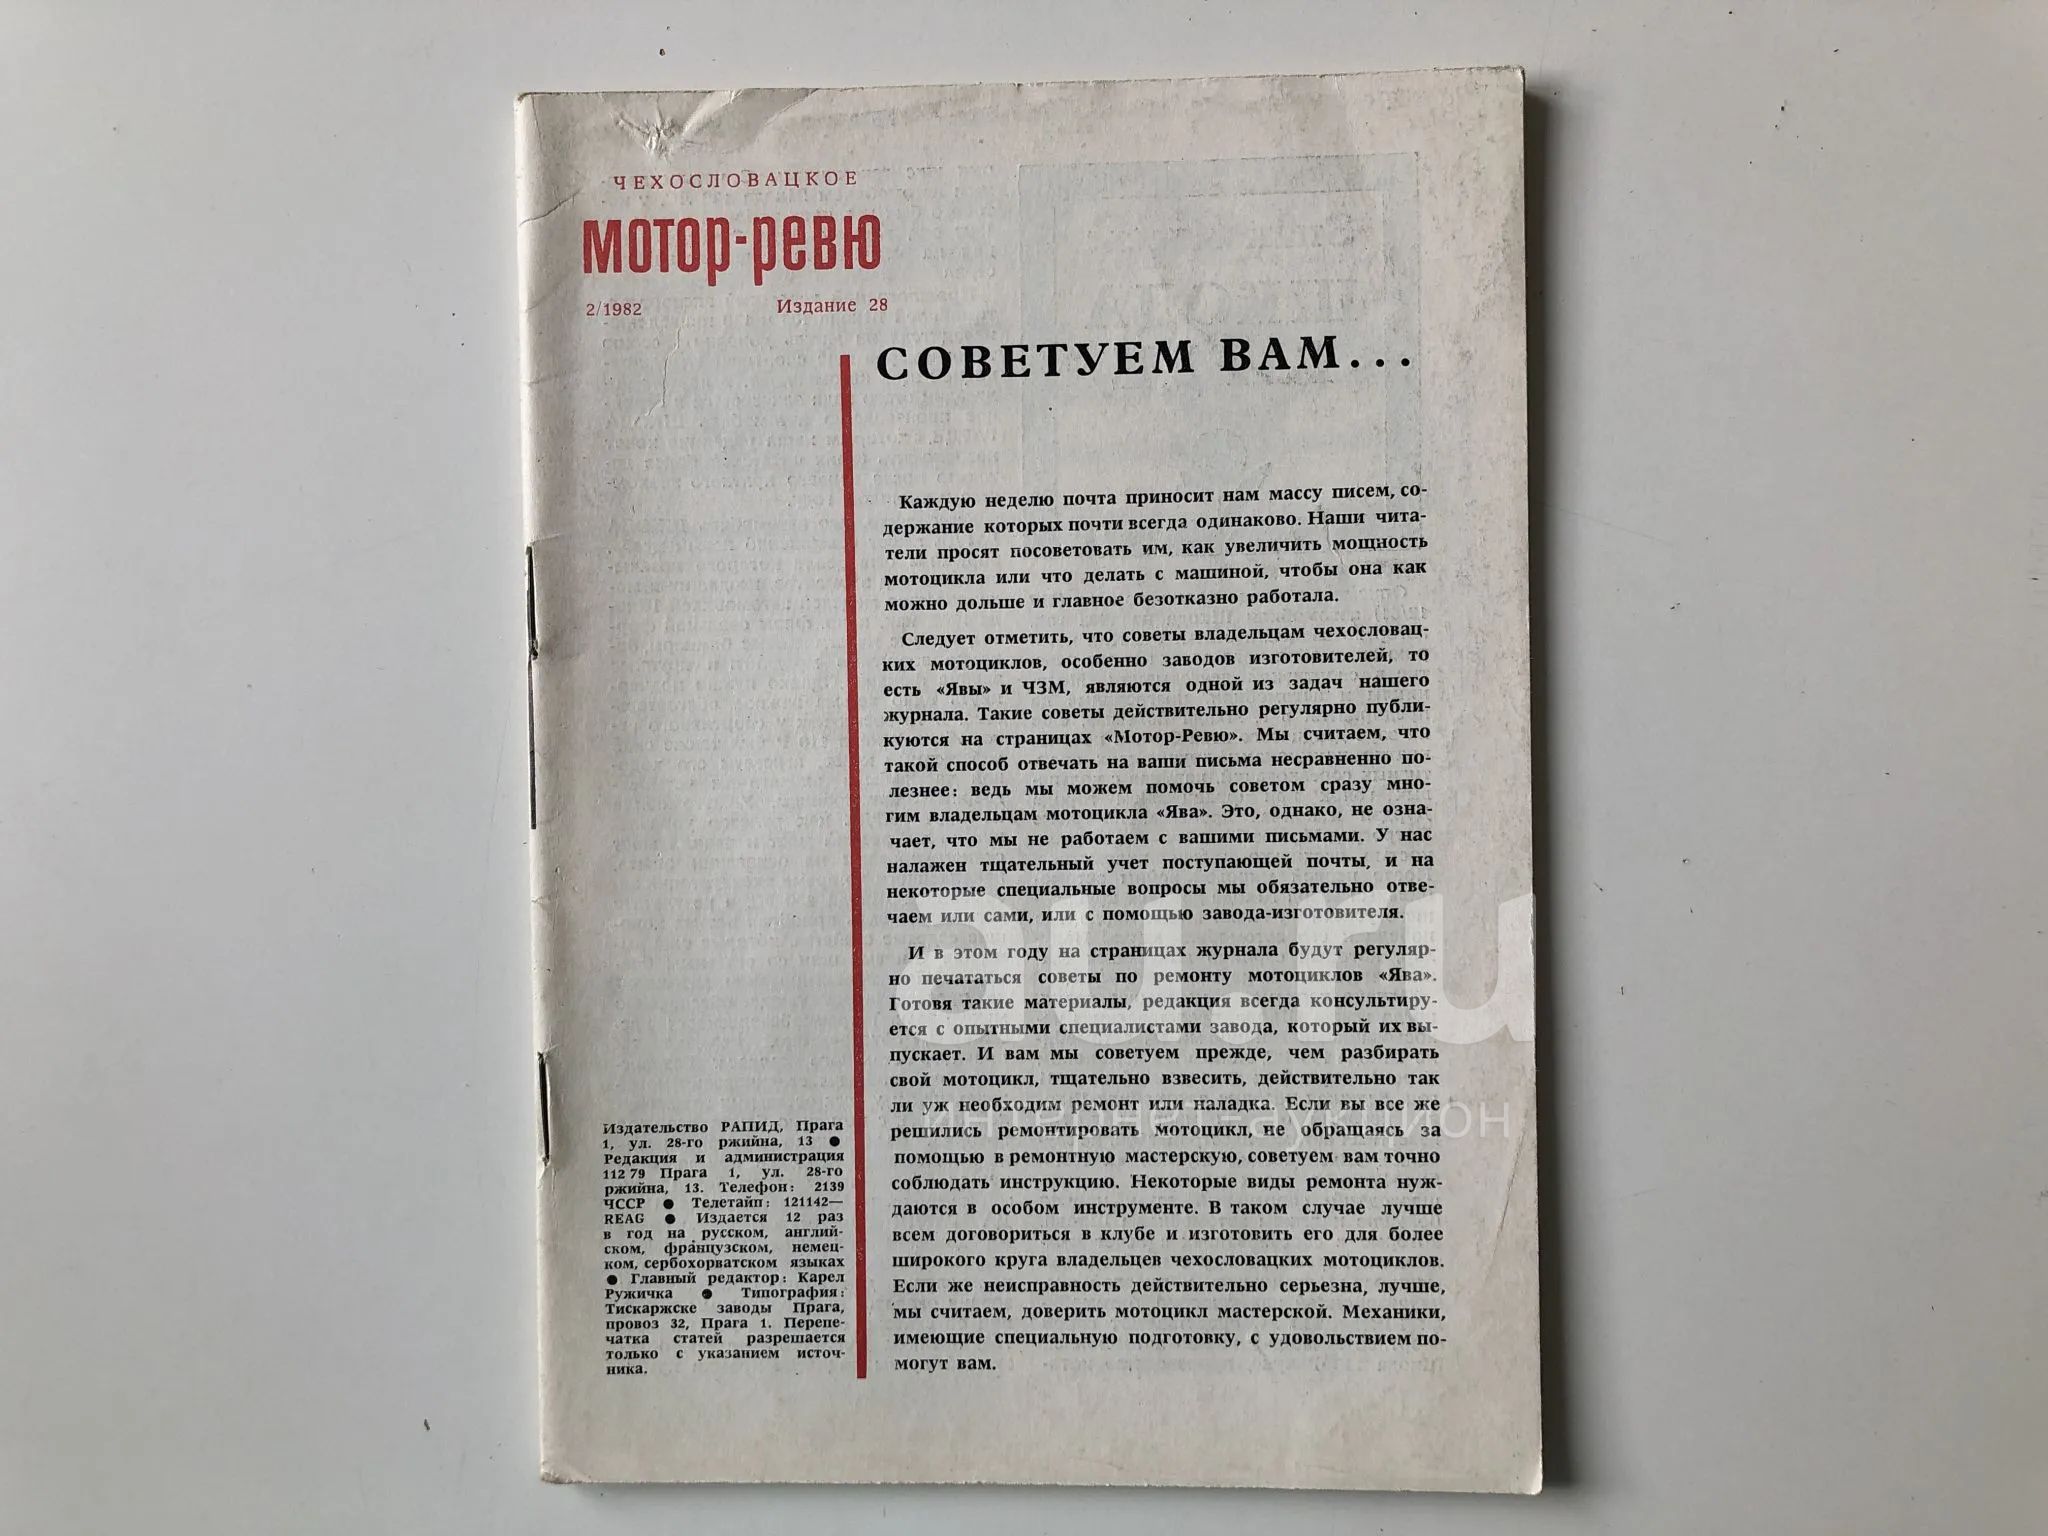 ЧЕХОСЛОВАЦКОЕ
МОТОР-РЕВЮ
2/1982 Издание 28
СОВЕТУЕМ ВАМ...
Каждую неделю почта приносит нам массу писем, со-
держание которых почти всегда одинаково. Наши чита-
тели просят посоветовать им, как увеличить мощность
мотоцикла или что делать с машиной, чтобы она как
можно дольше и главное безотказно работала.
Следует отметить, что советы владельцам чехословац-
ких мотоциклов, особенно заводов изготовителей, то
есть «Явы» и ЧЗМ, являются одной из задач нашего
журнала. Такие советы действительно регулярно публи-
куются на страницах «Мотор-Ревю». Мы считаем, что
такой способ отвечать на ваши письма несравненно по-
лезнее: ведь мы можем помочь советом сразу мно-
гим владельцам мотоцикла «Ява». Это, однако, не озна-
чает, что мы не работаем с вашими письмами. У нас
налажен тщательный учет поступающей почты, и на
некоторые специальные вопросы мы обязательно отве-
чаем или сами, или с помощью завода-изготовителя.
И в этом году на страницах журнала будут регуляр-
но печататься советы по ремонту мотоциклов «Ява».
Готовя такие материалы, редакция всегда консультиру-
ется с опытными специалистами завода, который их вы-
пускает. И вам мы советуем прежде, чем разбирать
свой мотоцикл, тщательно взвесить, действительно так
ли уж необходим ремонт или наладка. Если вы все же
решились ремонтировать мотоцикл, не обращаясь за
помощью в ремонтную мастерскую, советуем вам точно
соблюдать инструкцию. Некоторые виды ремонта нуж-
даются в особом инструменте. В таком случае лучше
всем договориться в клубе и изготовить его для более
широкого круга владельцев чехословацких мотоциклов.
Если же неисправность действительно серьезна, лучше,
мы считаем, доверить мотоцикл мастерской. Механики,
имеющие специальную подготовку, с удовольствием по-
могут вам.
Издательство РАПИД, Прага
1, ул. 28-го ржийна, 13 ●
Редакция и администрация
112 79 Прага 1, ул. 28-го
ржийна, 13. Телефон: 2139
ЧССР ● Телетайп: 121142—
REAG ● Издается 12 раз
в год на русском, англий-
ском, французском, немец-
ком, сербохорватском языках
● Главный редактор: Карел
Ружичка ● Типография:
Тискаржске заводы Прага,
провоз 32, Прага 1. Перепе-
чатка статей разрешается
только с указанием источ-
ника.
au.ru
интернет-аукцион